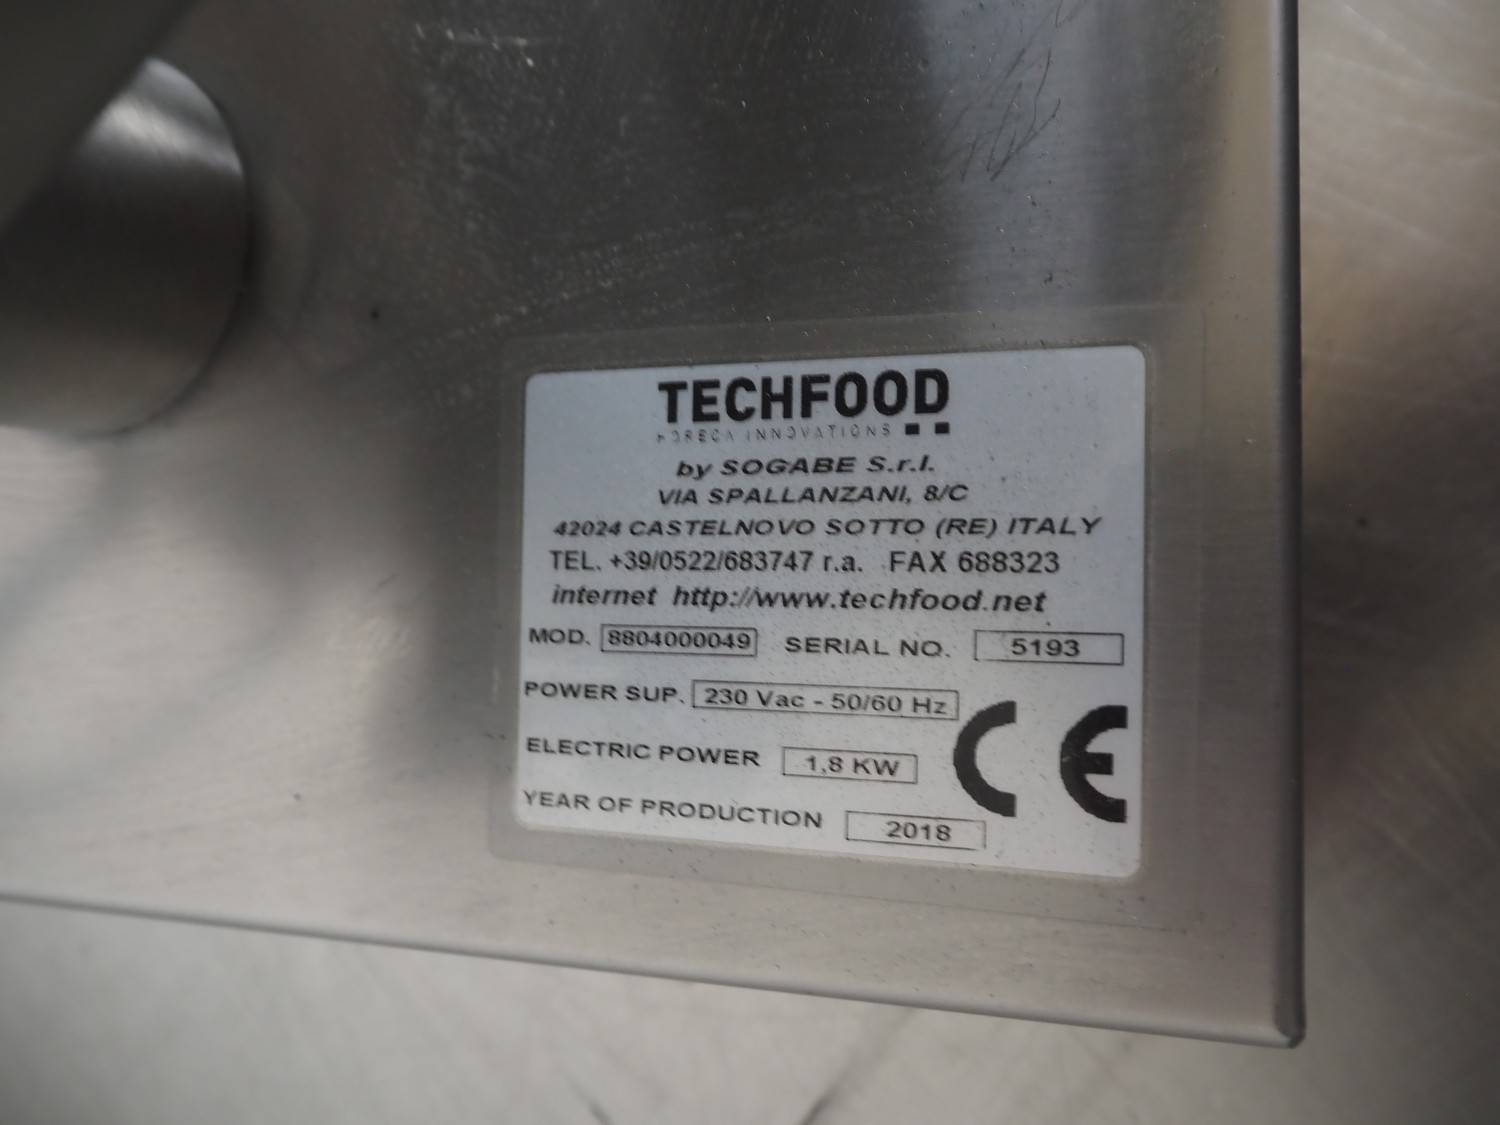 TECHFOOD
HORECA INNOVATIONS
by SOGABE S.r.l.
VIA SPALLANZANI, 8/C
42024 CASTELNOVO SOTTO (RE) ITALY
TEL. +39/0522/683747 r.a. FAX 688323
internet http://www.techfood.net
MOD. 8804000049 SERIAL NO. 5193
POWER SUP. 230 Vac - 50/60 Hz
ELECTRIC POWER 1,8 KW
YEAR OF PRODUCTION 2018
CE